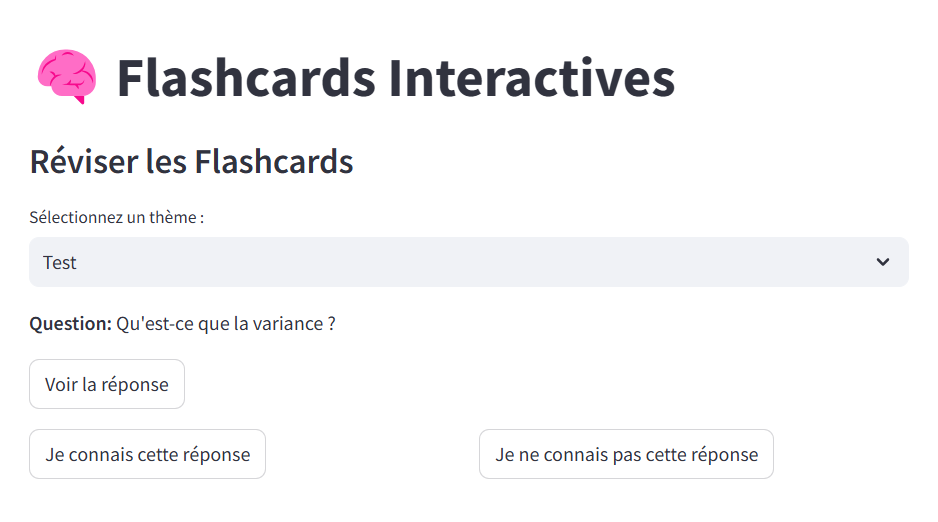 Flashcards Interactives
Réviser les Flashcards
Sélectionnez un thème :
Test
Question: Qu'est-ce que la variance ?
Voir la réponse
Je connais cette réponse
Je ne connais pas cette réponse